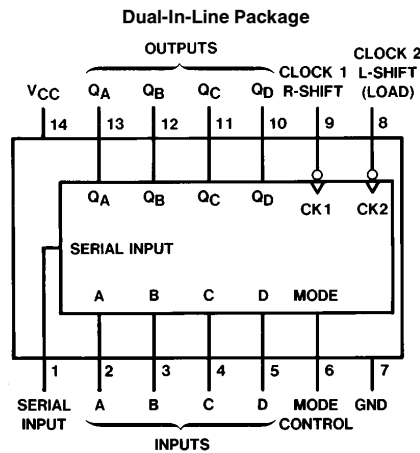 Dual-In-Line Package
OUTPUTS
CLOCK 2
CLOCK 1 L-SHIFT
VCC QA QB QC QD R-SHIFT (LOAD)
14 13 12 11 10 9 8
QA QB QC QD CK1 CK2
SERIAL INPUT
A B C D MODE
1 2 3 4 5 6 7
SERIAL INPUT A B C D MODE CONTROL GND
INPUTS